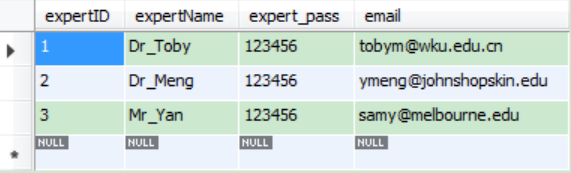 expertID expertName expert_pass email
1 Dr_Toby 123456 tobym@wku.edu.cn
2 Dr_Meng 123456 ymeng@johnshopskin.edu
3 Mr_Yan 123456 samy@melbourne.edu
NULL NULL NULL NULL